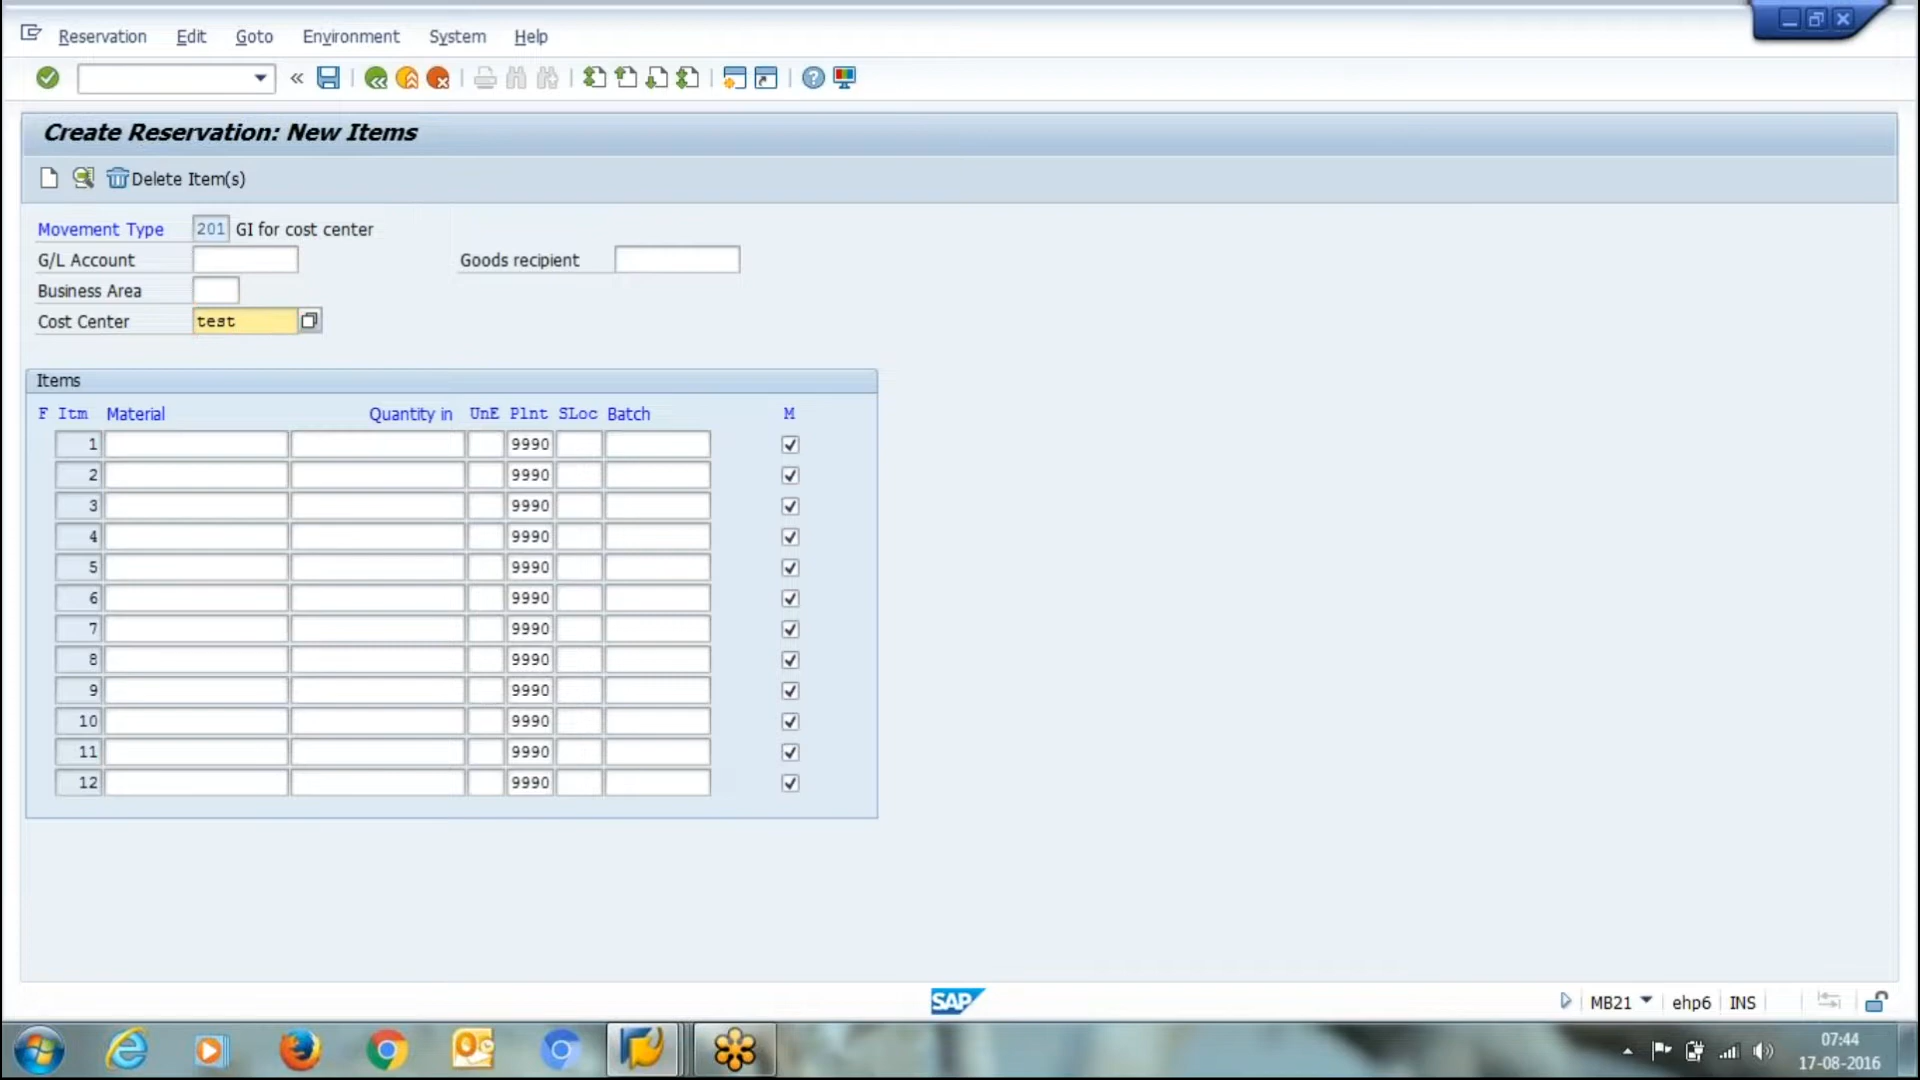 Reservation Edit Goto Environment System Help
Create Reservation: New Items
Delete Item(s)
Movement Type 201 GI for cost center
G/L Account Goods recipient
Business Area
Cost Center test
Items
F Itm Material Quantity in UnE Plnt SLoc Batch M
1 9990
2 9990
3 9990
4 9990
5 9990
6 9990
7 9990
8 9990
9 9990
10 9990
11 9990
12 9990
SAP MB21 ehp6 INS
07:44
17-08-2016